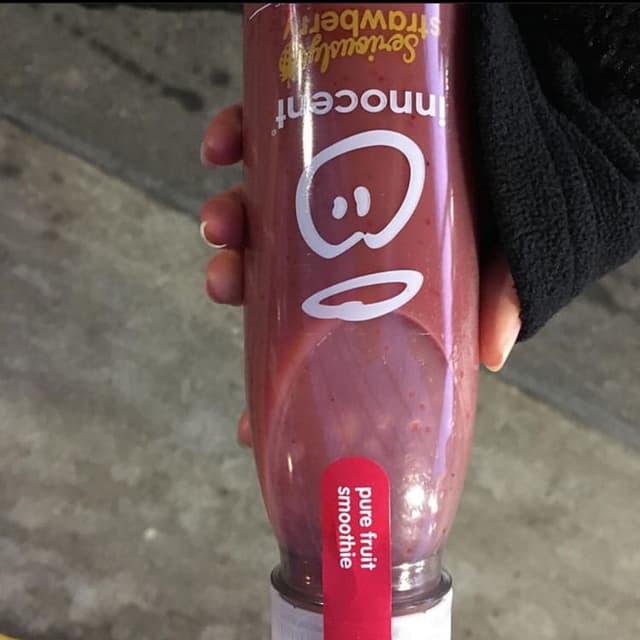 pure fruit
smoothie
innocent®
Seriously
strawberry